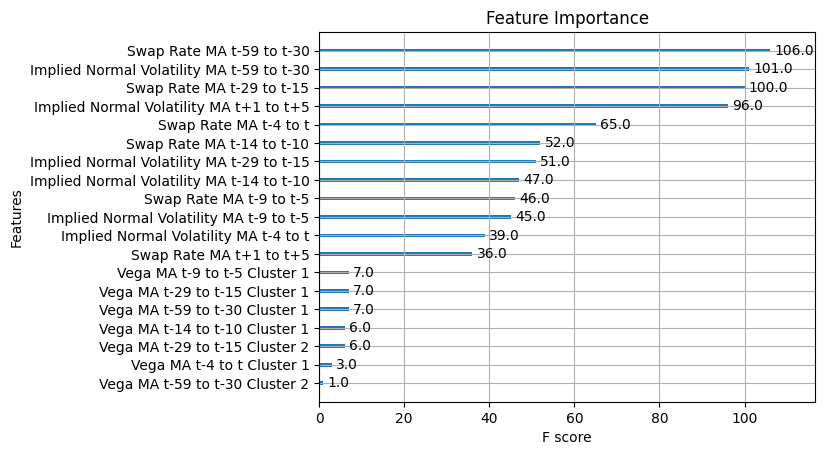 Feature Importance
Features
Swap Rate MA t-59 to t-30 106.0
Implied Normal Volatility MA t-59 to t-30 101.0
Swap Rate MA t-29 to t-15 100.0
Implied Normal Volatility MA t+1 to t+5 96.0
Swap Rate MA t-4 to t 65.0
Swap Rate MA t-14 to t-10 52.0
Implied Normal Volatility MA t-29 to t-15 51.0
Implied Normal Volatility MA t-14 to t-10 47.0
Swap Rate MA t-9 to t-5 46.0
Implied Normal Volatility MA t-9 to t-5 45.0
Implied Normal Volatility MA t-4 to t 39.0
Swap Rate MA t+1 to t+5 36.0
Vega MA t-9 to t-5 Cluster 1 7.0
Vega MA t-29 to t-15 Cluster 1 7.0
Vega MA t-59 to t-30 Cluster 1 7.0
Vega MA t-14 to t-10 Cluster 1 6.0
Vega MA t-29 to t-15 Cluster 2 6.0
Vega MA t-4 to t Cluster 1 3.0
Vega MA t-59 to t-30 Cluster 2 1.0
0 20 40 60 80 100
F score